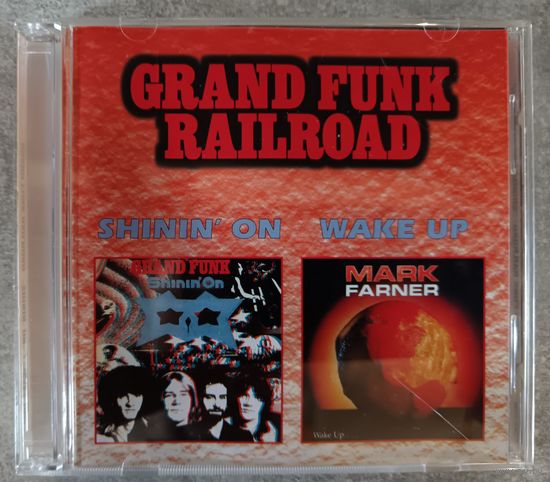 GRAND FUNK
RAILROAD
SHININ' ON
WAKE UP
GRAND FUNK
Shinin' On
MARK
FARNER
Wake Up